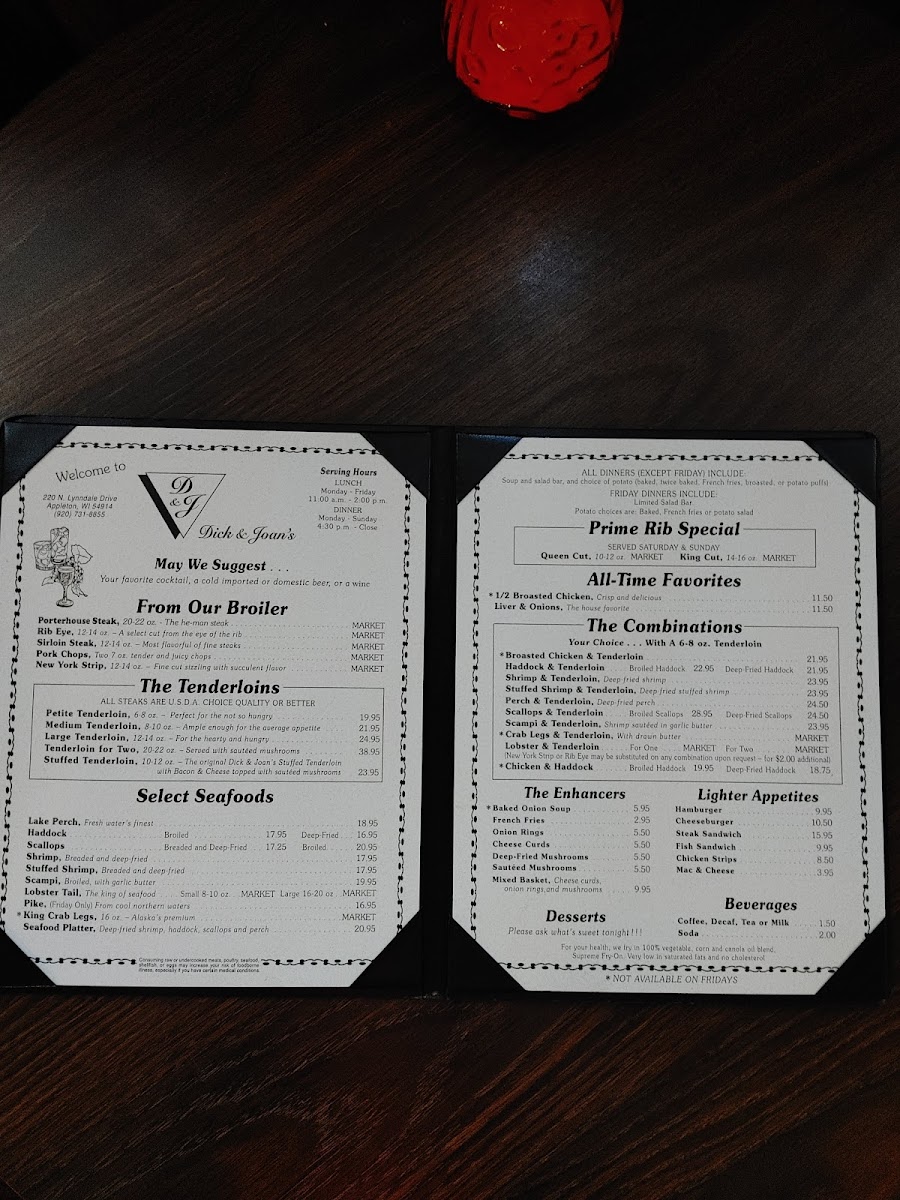 Welcome to
220 N. Lynndale Drive
Appleton, WI 54914
(920) 731-8855
D & J
Dick & Joan's
Serving Hours
LUNCH
Monday - Friday
11:00 a.m. - 2:00 p.m.
DINNER
Monday - Sunday
4:30 p.m. - Close
May We Suggest . . .
Your favorite cocktail, a cold imported or domestic beer, or a wine
From Our Broiler
Porterhouse Steak, 20-22 oz. - The he-man steak MARKET
Rib Eye, 12-14 oz. – A select cut from the eye of the rib MARKET
Sirloin Steak, 12-14 oz. – Most flavorful of fine steaks MARKET
Pork Chops, Two 7 oz. tender and juicy chops MARKET
New York Strip, 12-14 oz. – Fine cut sizzling with succulent flavor MARKET
The Tenderloins
ALL STEAKS ARE U.S.D.A. CHOICE QUALITY OR BETTER
Petite Tenderloin, 6-8 oz. – Perfect for the not so hungry 19.95
Medium Tenderloin, 8-10 oz. – Ample enough for the average appetite 21.95
Large Tenderloin, 12-14 oz. – For the hearty and hungry 24.95
Tenderloin for Two, 20-22 oz. – Served with sautéed mushrooms 38.95
Stuffed Tenderloin, 10-12 oz. – The original Dick & Joan's Stuffed Tenderloin
with Bacon & Cheese topped with sautéed mushrooms 23.95
Select Seafoods
Lake Perch, Fresh water's finest 18.95
Haddock Broiled 17.95 Deep-Fried 16.95
Scallops Breaded and Deep-Fried 17.25 Broiled 20.95
Shrimp, Breaded and deep-fried 17.95
Stuffed Shrimp, Breaded and deep-fried 17.95
Scampi, Broiled, with garlic butter 19.95
Lobster Tail, The king of seafood Small 8-10 oz. MARKET Large 16-20 oz. MARKET
Pike, (Friday Only) From cool northern waters 16.95
* King Crab Legs, 16 oz. – Alaska's premium MARKET
Seafood Platter, Deep-fried shrimp, haddock, scallops and perch 20.95
Consuming raw or undercooked meats, poultry, seafood,
shellfish, or eggs may increase your risk of foodborne
illness, especially if you have certain medical conditions
ALL DINNERS (EXCEPT FRIDAY) INCLUDE:
Soup and salad bar, and choice of potato (baked, twice baked, French fries, broasted, or potato puffs)
FRIDAY DINNERS INCLUDE:
Limited Salad Bar
Potato choices are: Baked, French fries or potato salad
Prime Rib Special
SERVED SATURDAY & SUNDAY
Queen Cut, 10-12 oz. MARKET King Cut, 14-16 oz. MARKET
All-Time Favorites
* 1/2 Broasted Chicken, Crisp and delicious 11.50
Liver & Onions, The house favorite 11.50
The Combinations
Your Choice . . . With A 6-8 oz. Tenderloin
* Broasted Chicken & Tenderloin 21.95
Haddock & Tenderloin Broiled Haddock 22.95 Deep-Fried Haddock 21.95
Shrimp & Tenderloin, Deep-fried shrimp 23.95
Stuffed Shrimp & Tenderloin, Deep-fried stuffed shrimp 23.95
Perch & Tenderloin, Deep-fried perch 24.50
Scallops & Tenderloin Broiled Scallops 28.95 Deep-Fried Scallops 24.50
Scampi & Tenderloin, Shrimp sautéed in garlic butter 23.95
* Crab Legs & Tenderloin, With drawn butter MARKET
Lobster & Tenderloin For One MARKET For Two MARKET
(New York Strip or Rib Eye may be substituted on any combination upon request – for $2.00 additional)
* Chicken & Haddock Broiled Haddock 19.95 Deep-Fried Haddock 18.75
The Enhancers
* Baked Onion Soup 5.95
French Fries 2.95
Onion Rings 5.50
Cheese Curds 5.50
Deep-Fried Mushrooms 5.50
Sautéed Mushrooms 5.50
Mixed Basket, Cheese curds,
onion rings and mushrooms 9.95
Desserts
Please ask what's sweet tonight!!!
Lighter Appetites
Hamburger 9.95
Cheeseburger 10.50
Steak Sandwich 15.95
Fish Sandwich 9.95
Chicken Strips 8.50
Mac & Cheese 3.95
Beverages
Coffee, Decaf, Tea or Milk 1.50
Soda 2.00
For your health, we fry in 100% vegetable, corn and canola oil blend,
Supreme Fry-On. Very low in saturated fats and no cholesterol
* NOT AVAILABLE ON FRIDAYS